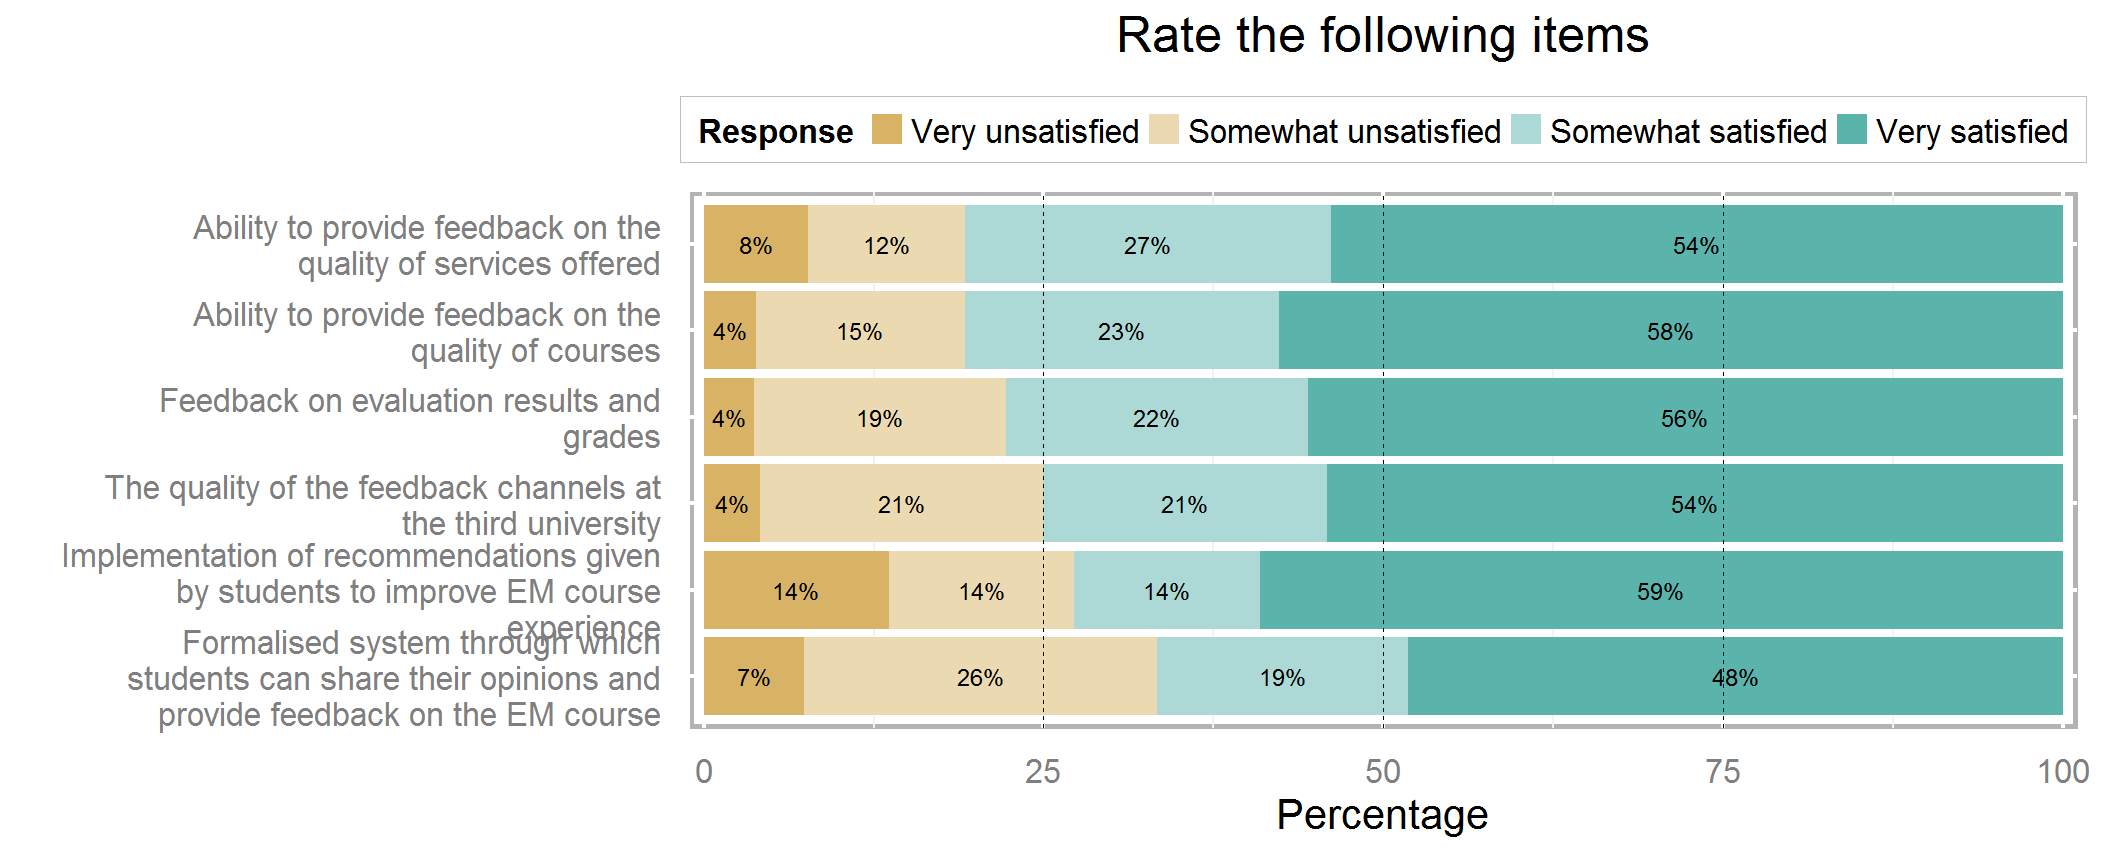 Rate the following items
Response Very unsatisfied Somewhat unsatisfied Somewhat satisfied Very satisfied
Ability to provide feedback on the
quality of services offered
8% 12% 27% 54%
Ability to provide feedback on the
quality of courses
4% 15% 23% 58%
Feedback on evaluation results and
grades
4% 19% 22% 56%
The quality of the feedback channels at
the third university
4% 21% 21% 54%
Implementation of recommendations given
by students to improve EM course
experience
14% 14% 14% 59%
Formalised system through which
students can share their opinions and
provide feedback on the EM course
7% 26% 19% 48%
0 25 50 75 100
Percentage